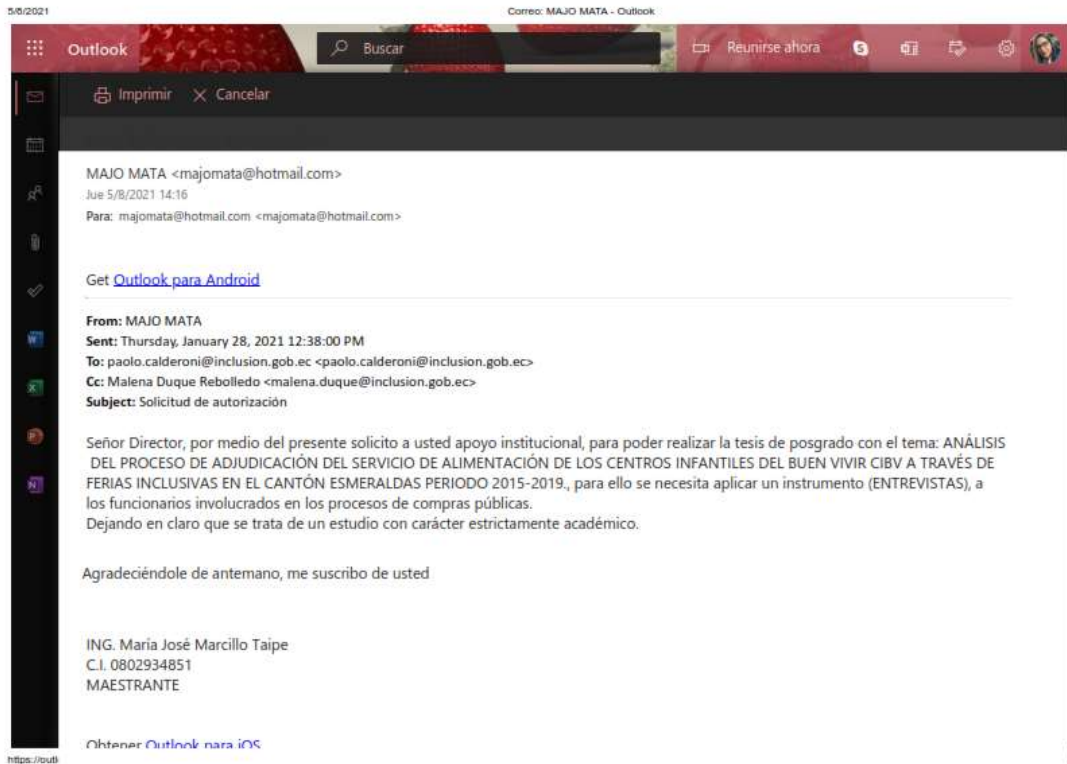 5/8/2021
Correo: MAJO MATA - Outlook
Outlook
Buscar
Reunirse ahora
Imprimir
Cancelar
MAJO MATA <majomata@hotmail.com>
Jue 5/8/2021 14:16
Para: majomata@hotmail.com <majomata@hotmail.com>
Get Outlook para Android
From: MAJO MATA
Sent: Thursday, January 28, 2021 12:38:00 PM
To: paolo.calderoni@inclusion.gob.ec <paolo.calderoni@inclusion.gob.ec>
Cc: Malena Duque Rebolledo <malena.duque@inclusion.gob.ec>
Subject: Solicitud de autorización
Señor Director, por medio del presente solicito a usted apoyo institucional, para poder realizar la tesis de posgrado con el tema: ANÁLISIS
DEL PROCESO DE ADJUDICACIÓN DEL SERVICIO DE ALIMENTACIÓN DE LOS CENTROS INFANTILES DEL BUEN VIVIR CIBV A TRAVÉS DE
FERIAS INCLUSIVAS EN EL CANTÓN ESMERALDAS PERIODO 2015-2019., para ello se necesita aplicar un instrumento (ENTREVISTAS), a
los funcionarios involucrados en los procesos de compras públicas.
Dejando en claro que se trata de un estudio con carácter estrictamente académico.
Agradeciéndole de antemano, me suscribo de usted
ING. María José Marcillo Taipe
C.I. 0802934851
MAESTRANTE
Obtener Outlook para iOS
https://outl